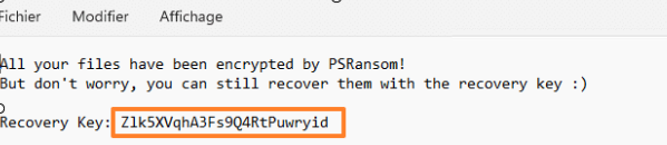 Fichier Modifier Affichage
All your files have been encrypted by PSRansom!
But don't worry, you can still recover them with the recovery key :)
Recovery Key: Zlk5XVqhA3Fs9Q4RtPuwryid